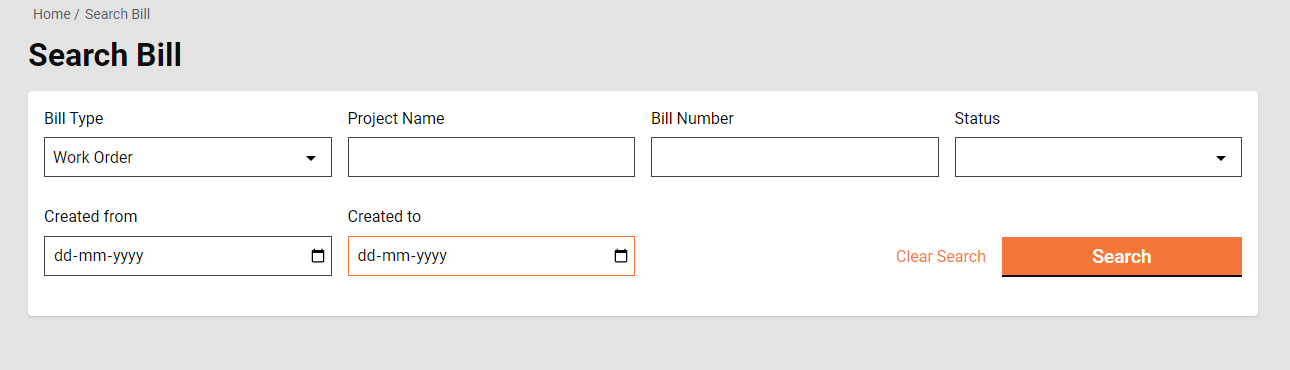 Home / Search Bill
Search Bill
Bill Type Project Name Bill Number Status
Work Order
Created from Created to
dd-mm-yyyy dd-mm-yyyy Clear Search Search